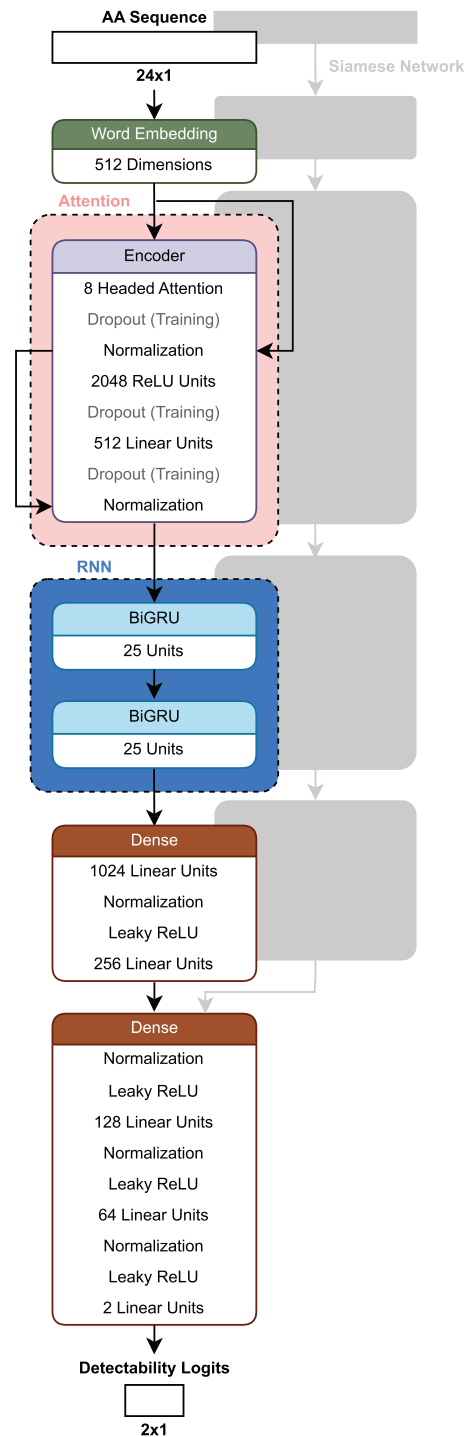 AA Sequence
Siamese Network
24x1
Word Embedding
512 Dimensions
Attention
Encoder
8 Headed Attention
Dropout (Training)
Normalization
2048 ReLU Units
Dropout (Training)
512 Linear Units
Dropout (Training)
Normalization
RNN
BiGRU
25 Units
BiGRU
25 Units
Dense
1024 Linear Units
Normalization
Leaky ReLU
256 Linear Units
Dense
Normalization
Leaky ReLU
128 Linear Units
Normalization
Leaky ReLU
64 Linear Units
Normalization
Leaky ReLU
2 Linear Units
Detectability Logits
2x1